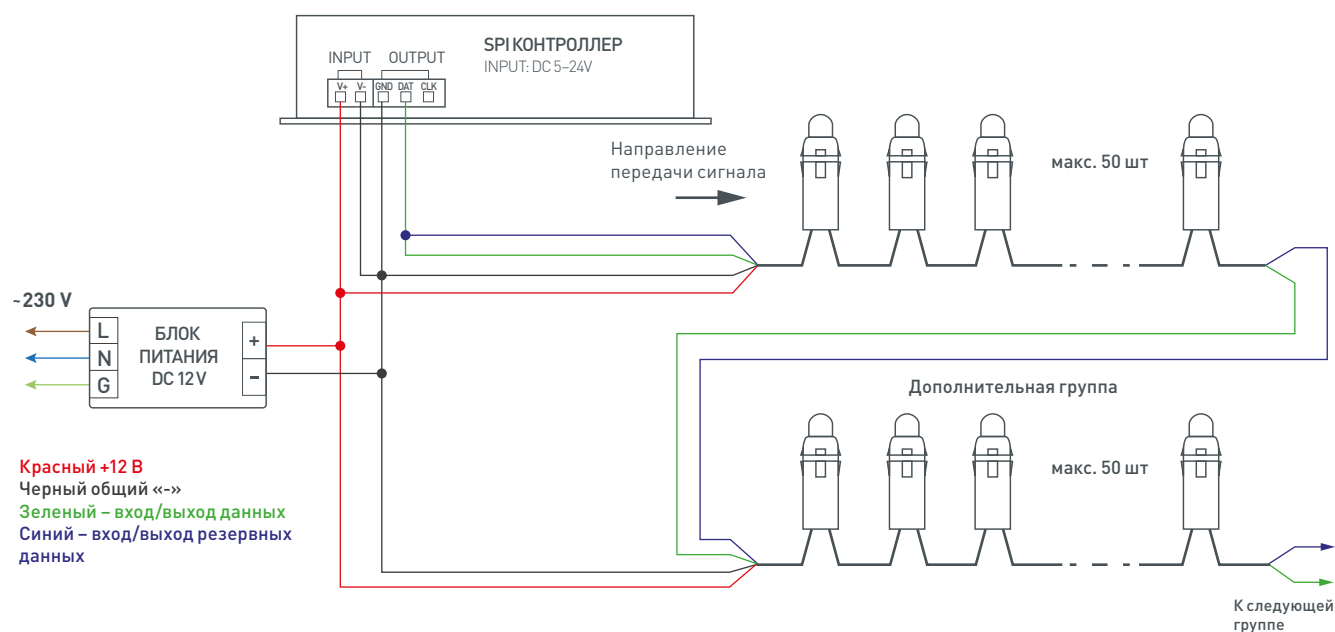 SPI КОНТРОЛЛЕР
INPUT: DC 5–24V
INPUT OUTPUT
V+ V- GND DAT CLK
Направление
передачи сигнала
макс. 50 шт
~230 V
L
N
G
БЛОК
ПИТАНИЯ
DC 12 V
+
–
Дополнительная группа
макс. 50 шт
Красный +12 В
Черный общий «-»
Зеленый – вход/выход данных
Синий – вход/выход резервных
данных
К следующей
группе